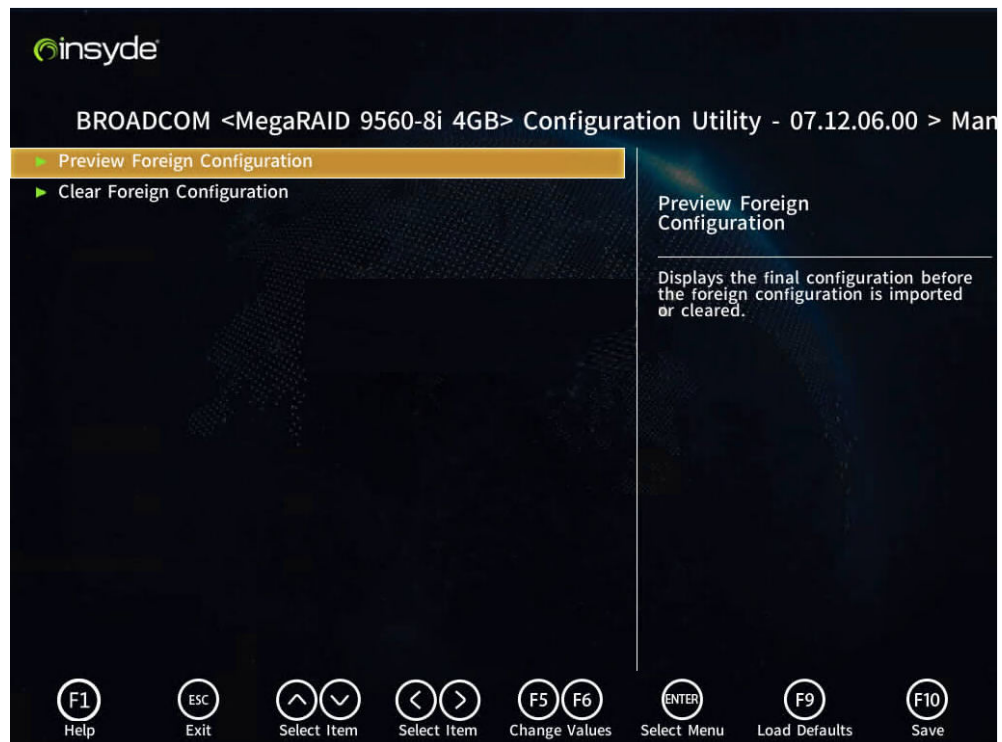 insyde
BROADCOM <MegaRAID 9560-8i 4GB> Configuration Utility - 07.12.06.00 > Man
Preview Foreign Configuration
Clear Foreign Configuration
Preview Foreign
Configuration
Displays the final configuration before
the foreign configuration is imported
or cleared.
F1 ESC F5 F6 ENTER F9 F10
Help Exit Select Item Select Item Change Values Select Menu Load Defaults Save